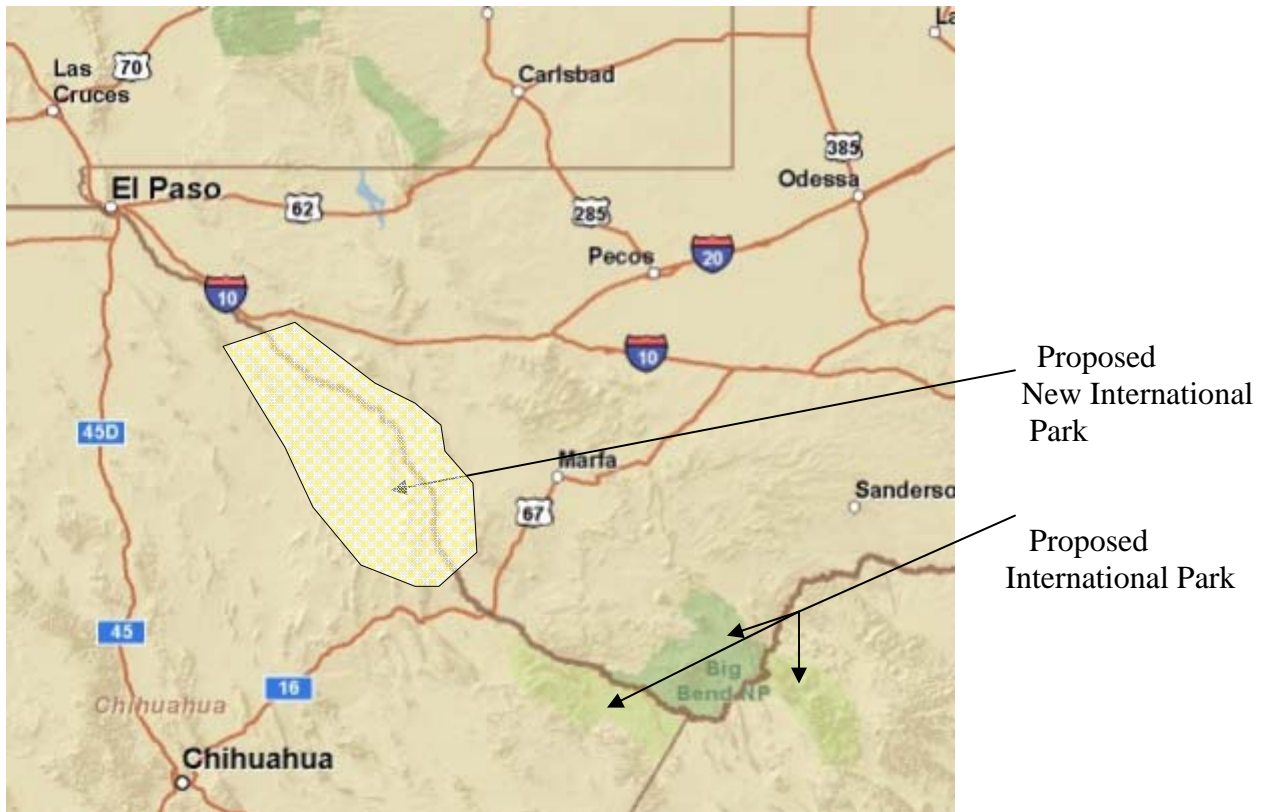 La
Las
Cruces
70
Carlsbad
El Paso
62
385
Odessa
285
Pecos
20
10
10
Proposed
New International
Park
45D
Marfa
67
Sanderso
Proposed
International Park
45
16
Big
Bend NP
Chihuahua
Chihuahua